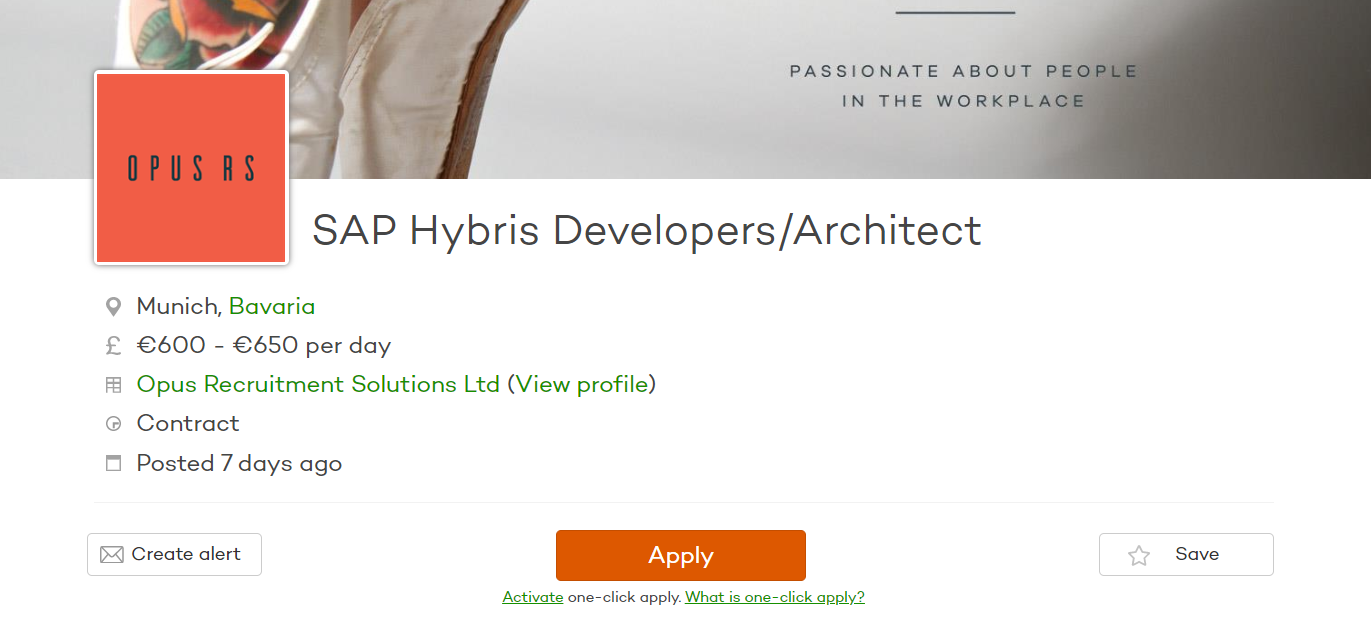 PASSIONATE ABOUT PEOPLE
IN THE WORKPLACE
OPUS RS
SAP Hybris Developers/Architect
Munich, Bavaria
€600 - €650 per day
Opus Recruitment Solutions Ltd (View profile)
Contract
Posted 7 days ago
Create alert
Apply
Save
Activate one-click apply. What is one-click apply?